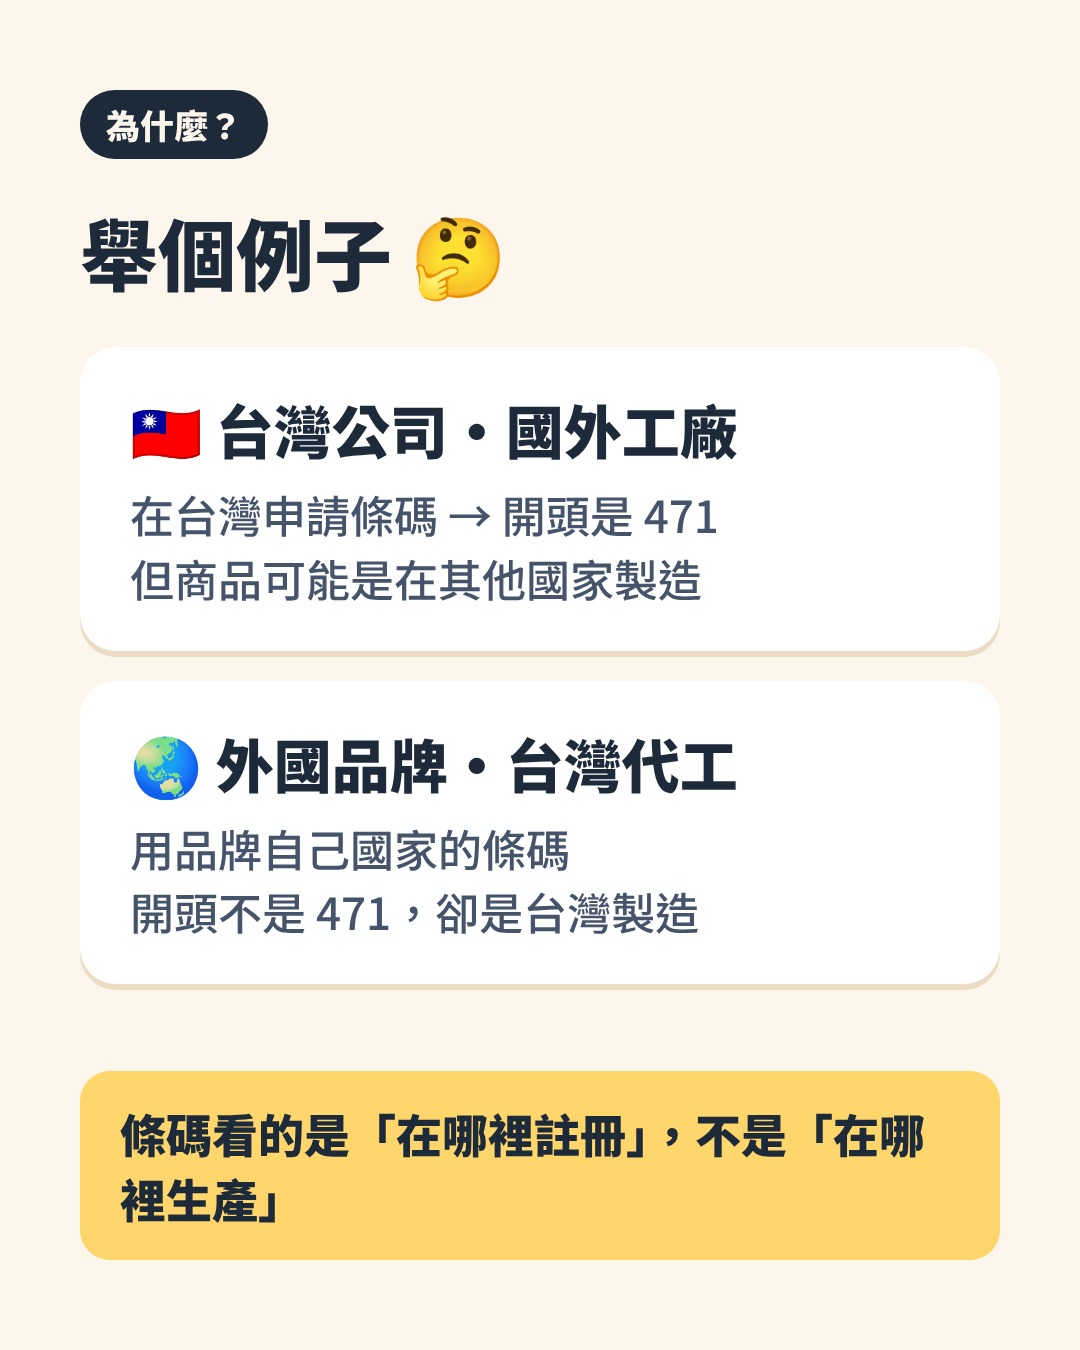 為什麼？
舉個例子 🤔
🇹🇼 台灣公司・國外工廠
在台灣申請條碼 → 開頭是 471
但商品可能是在其他國家製造
🌏 外國品牌・台灣代工
用品牌自己國家的條碼
開頭不是 471，卻是台灣製造
條碼看的是「在哪裡註冊」，不是「在哪
裡生產」